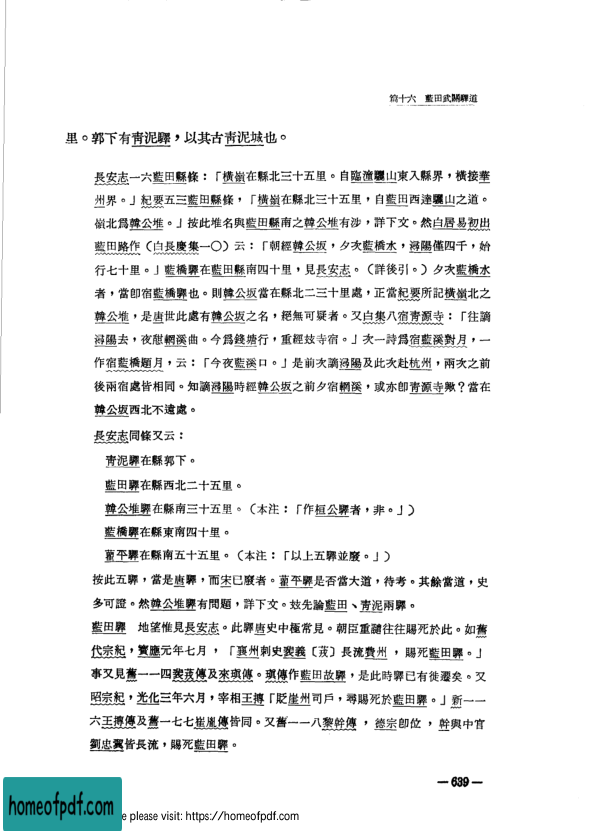 篇十六　藍田武關驛道
里。郭下有青泥驛，以其古青泥城也。
長安志一六藍田縣條：「橫嶺在縣北三十五里。自臨潼驪山東入縣界，橫接華
州界。」紀要五三藍田縣條，「橫嶺在縣北三十五里，自藍田西達驪山之道。
嶺北爲韓公堆。」按此堆名與藍田縣南之韓公堆有涉，詳下文。然白居易初出
藍田路作（白長慶集一〇）云：「朝經韓公坂，夕次藍橋水，潯陽僅四千，始
行七十里。」藍橋驛在藍田縣南四十里，見長安志。（詳後引。）夕次藍橋水
者，當卽宿藍橋驛也。則韓公坂當在縣北二三十里處，正當紀要所記橫嶺北之
韓公堆，是唐世此處有韓公坂之名，絕無可疑者。又白集八宿青源寺：「往謫
潯陽去，夜憩輞溪曲。今爲錢塘行，重經玆寺宿。」次一詩爲宿藍溪對月，一
作宿藍橋題月，云：「今夜藍溪口。」是前次謫潯陽及此次赴杭州，兩次之前
後兩宿處皆相同。知謫潯陽時經韓公坂之前夕宿輞溪，或亦卽青源寺歟？當在
韓公坂西北不遠處。
長安志同條又云：
青泥驛在縣郭下。
藍田驛在縣西北二十五里。
韓公堆驛在縣南三十五里。（本注：「作桓公驛者，非。」）
藍橋驛在縣東南四十里。
藺平驛在縣南五十五里。（本注：「以上五驛並廢。」）
按此五驛，當是唐驛，而宋已廢者。藺平驛是否當大道，待考。其餘當道，史
多可證。然韓公堆驛有問題，詳下文。玆先論藍田、青泥兩驛。
藍田驛　地望惟見長安志。此驛唐史中極常見。朝臣重譴往往賜死於此。如舊
代宗紀，寶應元年七月，「襄州刺史裴義〔茙〕長流費州，賜死藍田驛。」
事又見舊一一四裴茙傳及來瑱傳。瑱傳作藍田故驛，是此時驛已有徙遷矣。又
昭宗紀，光化三年六月，宰相王摶「貶崖州司戶，尋賜死於藍田驛。」新一一
六王摶傳及舊一七七崔胤傳皆同。又舊一一八黎幹傳，德宗卽位，幹與中官
劉忠翼皆長流，賜死藍田驛。
—639—
homeofpdf.com
e please visit: https://homeofpdf.com